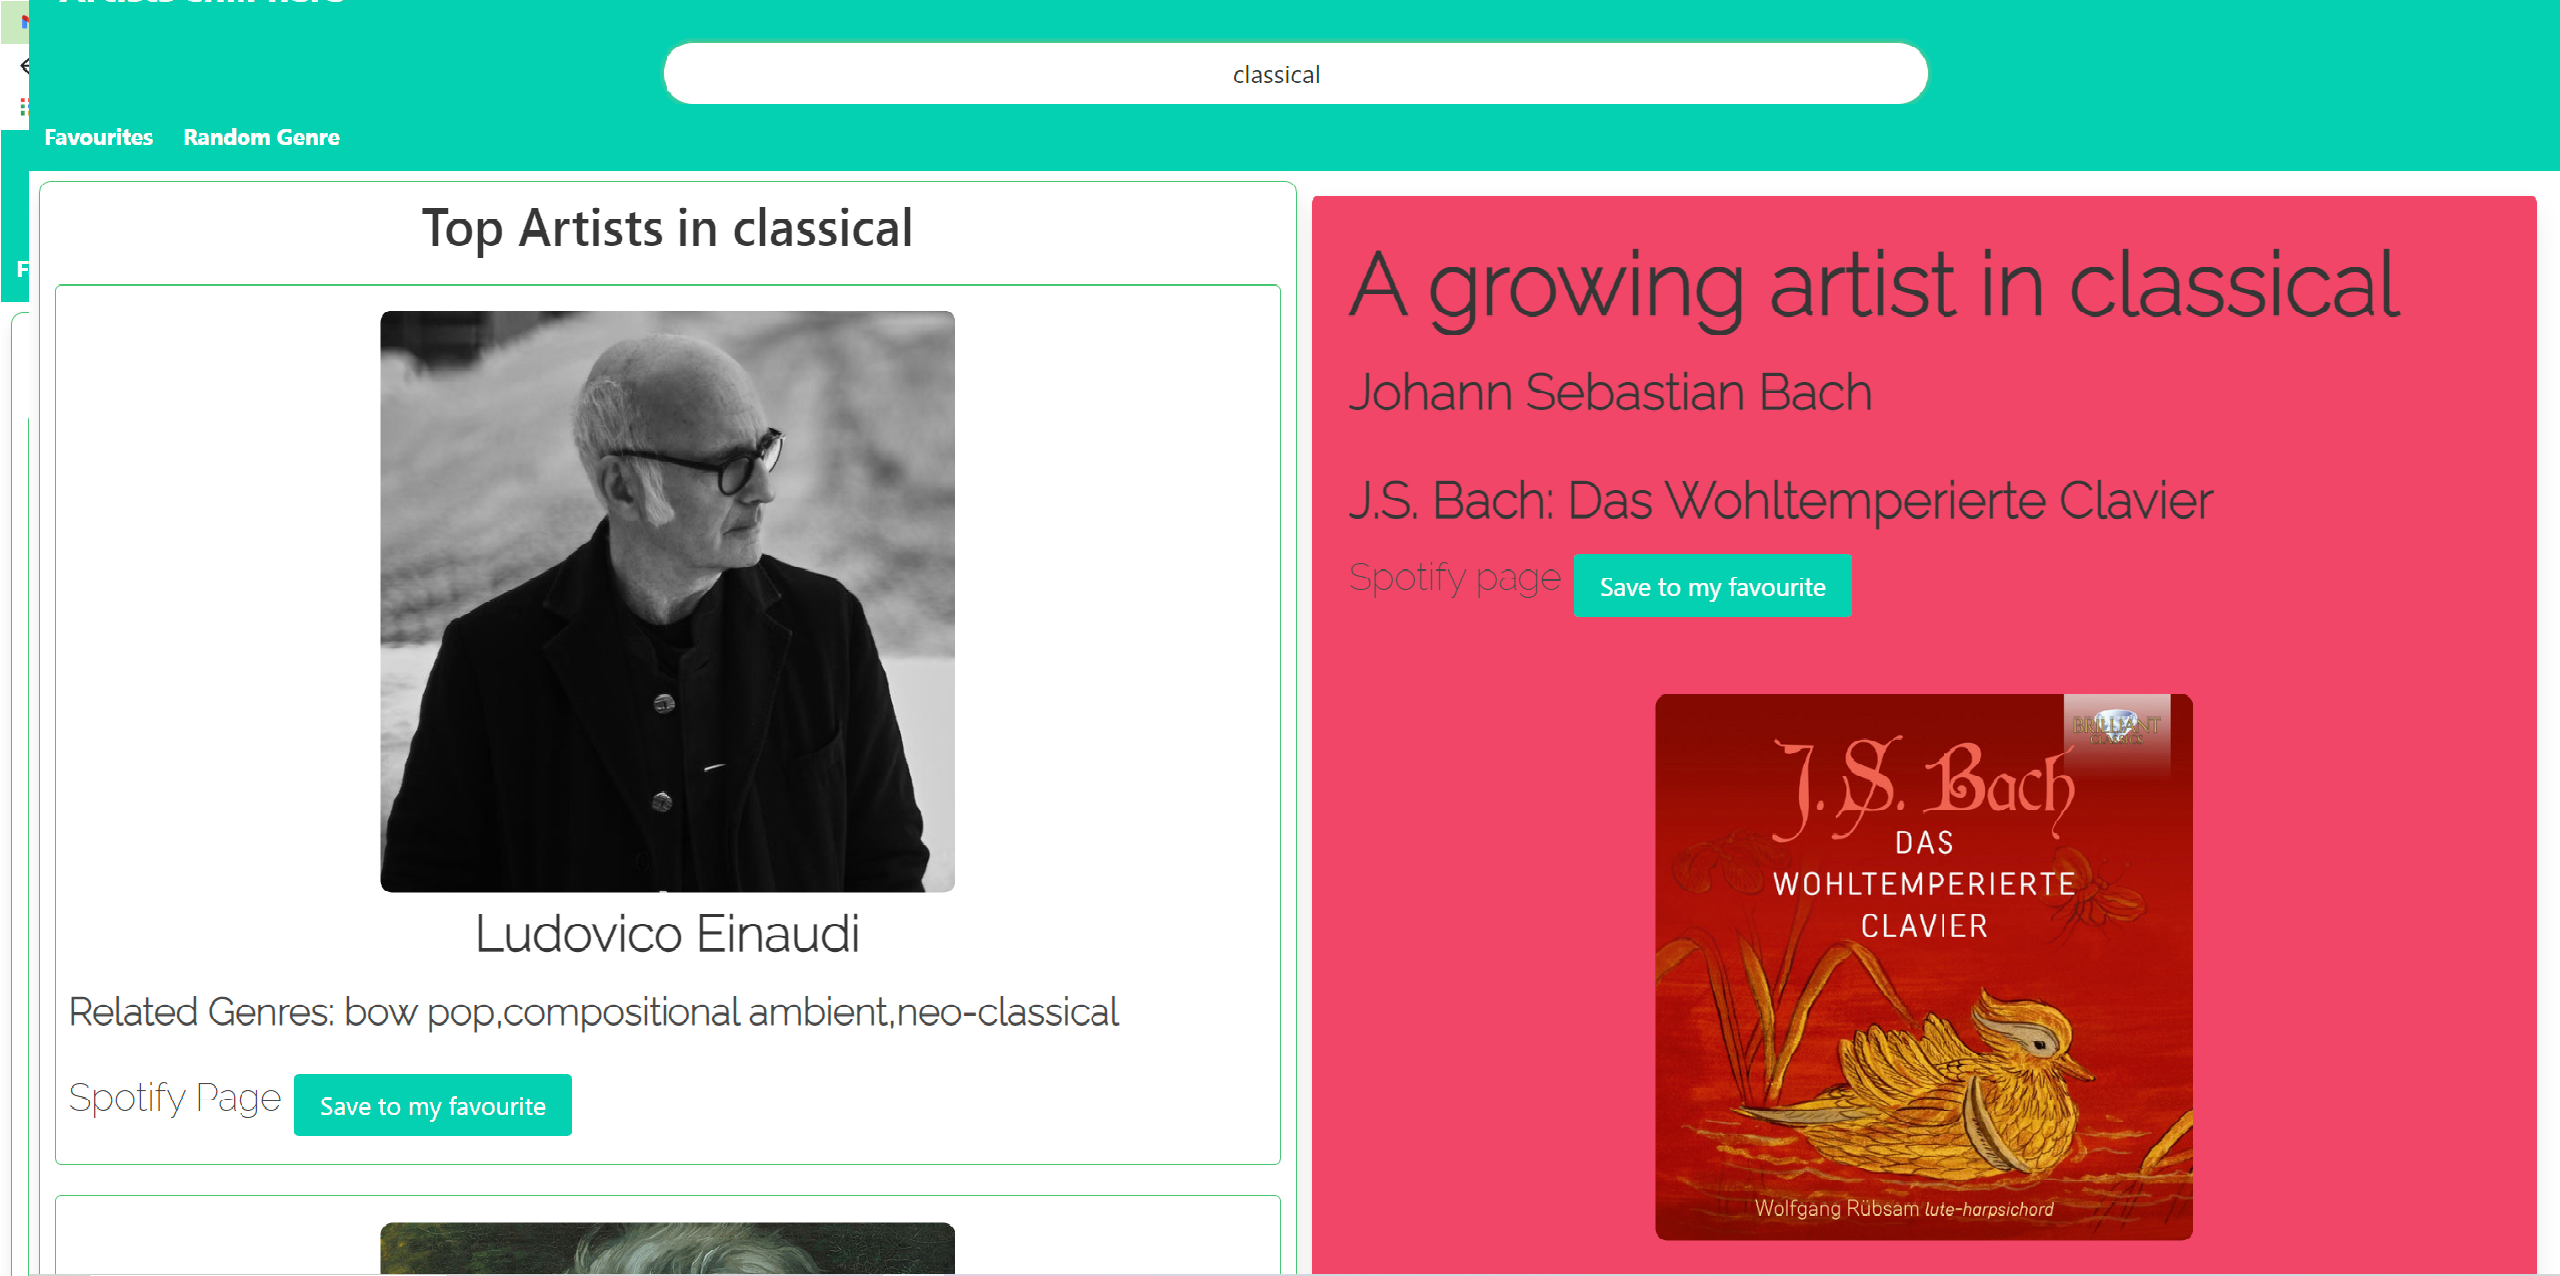 classical
Favourites Random Genre
Top Artists in classical
Ludovico Einaudi
Related Genres: bow pop,compositional ambient,neo-classical
Spotify Page Save to my favourite
A growing artist in classical
Johann Sebastian Bach
J.S. Bach: Das Wohltemperierte Clavier
Spotify page Save to my favourite
BRILLIANT
CLASSICS
J.S. Bach
DAS
WOHLTEMPERIERTE
CLAVIER
Wolfgang Rübsam lute-harpsichord